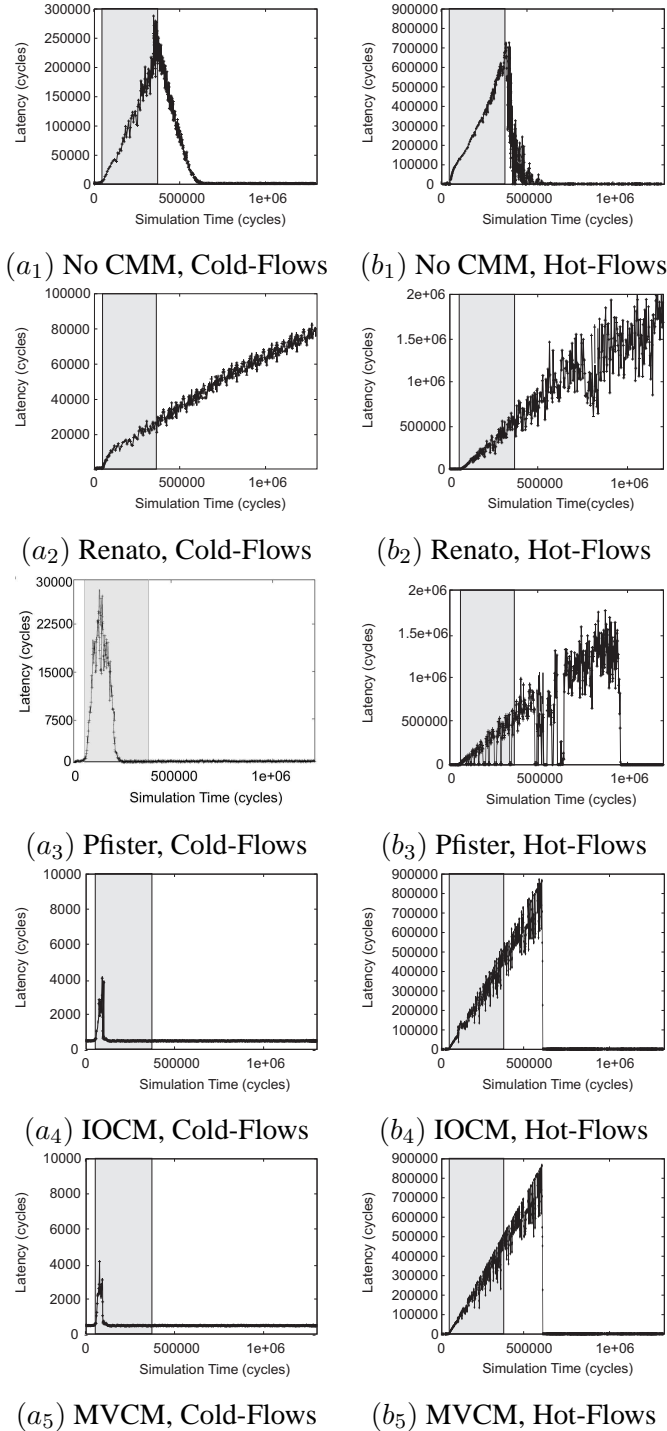 300000
250000
200000
150000
100000
50000
0
Latency (cycles)
0 500000 1e+06
Simulation Time (cycles)
(a1) No CMM, Cold-Flows
900000
800000
700000
600000
500000
400000
300000
200000
100000
0
Latency (cycles)
0 500000 1e+06
Simulation Time (cycles)
(b1) No CMM, Hot-Flows
100000
80000
60000
40000
20000
Latency (cycles)
0 500000 1e+06
Simulation Time (cycles)
(a2) Renato, Cold-Flows
2e+06
1.5e+06
1e+06
500000
0
Latency (cycles)
0 500000 1e+06
Simulation Time(cycles)
(b2) Renato, Hot-Flows
30000
22500
15000
7500
0
Latency (cycles)
0 500000 1e+06
Simulation Time (cycles)
(a3) Pfister, Cold-Flows
2e+06
1.5e+06
1e+06
500000
0
Latency (cycles)
0 500000 1e+06
Simulation Time (cycles)
(b3) Pfister, Hot-Flows
10000
8000
6000
4000
2000
0
Latency (cycles)
0 500000 1e+06
Simulation Time (cycles)
(a4) IOCM, Cold-Flows
900000
800000
700000
600000
500000
400000
300000
200000
100000
0
Latency (cycles)
0 500000 1e+06
Simulation Time (cycles)
(b4) IOCM, Hot-Flows
10000
8000
6000
4000
2000
0
Latency (cycles)
0 500000 1e+06
Simulation Time (cycles)
(a5) MVCM, Cold-Flows
900000
800000
700000
600000
500000
400000
300000
200000
100000
0
Latency (cycles)
0 500000 1e+06
Simulation Time (cycles)
(b5) MVCM, Hot-Flows